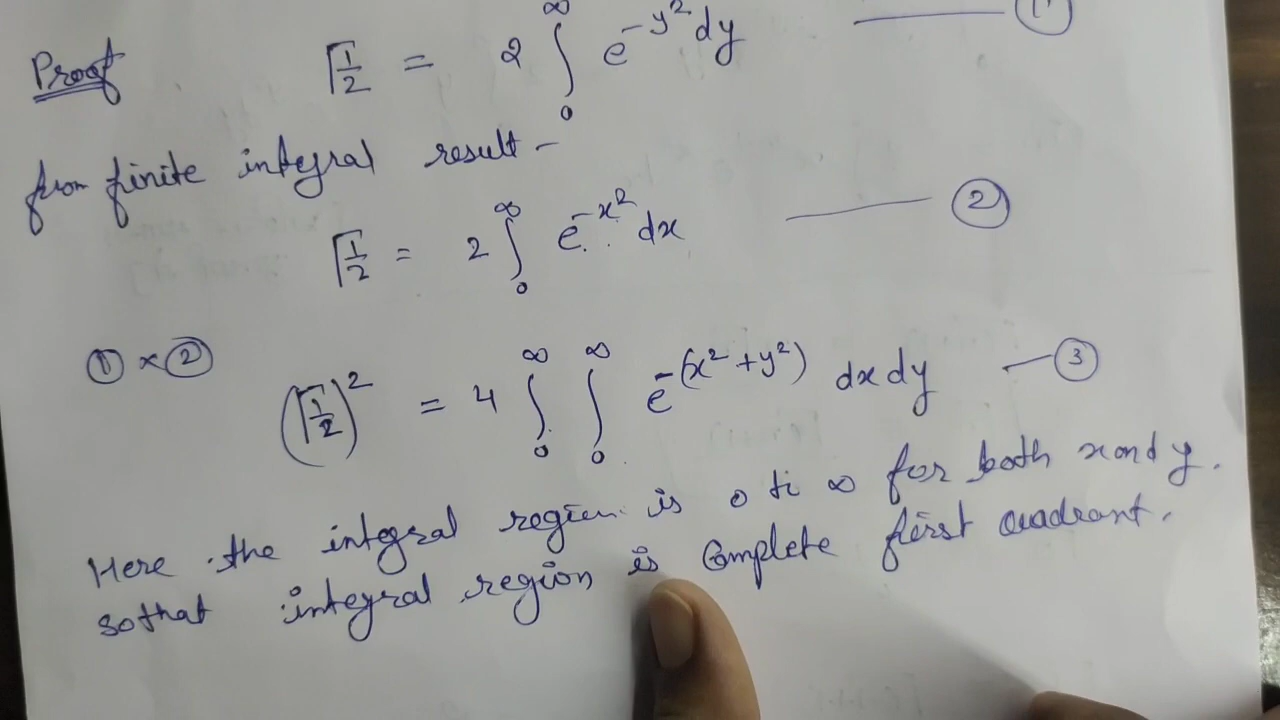 Proof Γ1/2 = 2 ∫₀^∞ e^(-y²) dy —— ①
from finite integral result -
Γ1/2 = 2 ∫₀^∞ e^(-x²) dx —— ②
① × ② (Γ1/2)² = 4 ∫₀^∞ ∫₀^∞ e^-(x²+y²) dx dy — ③
Here the integral region is 0 to ∞ for both x and y.
so that integral region is Complete first quadrant.